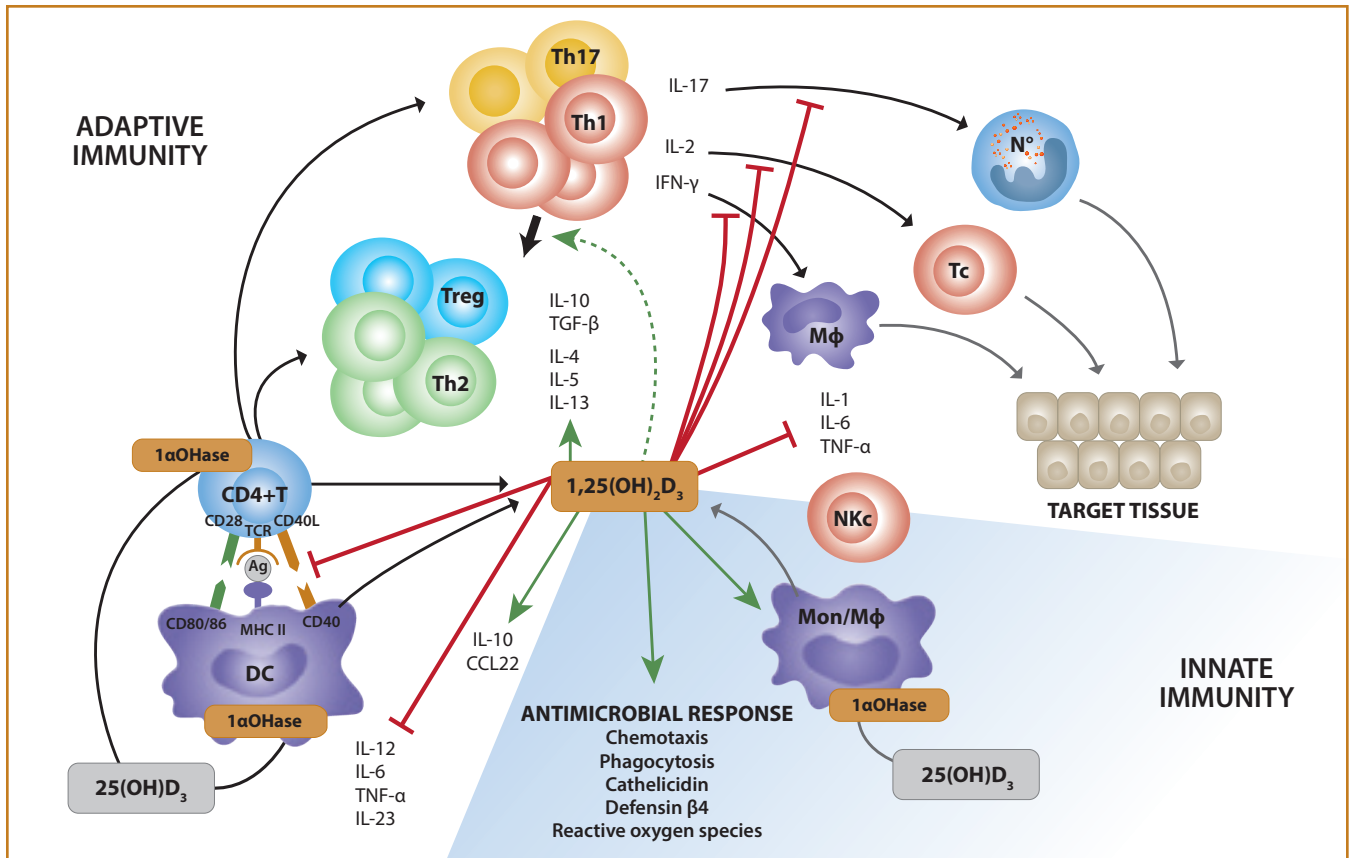 ADAPTIVE
IMMUNITY
Th17
Th1
IL-17
IL-2
IFN-γ
N°
Tc
Mϕ
Treg
Th2
IL-10
TGF-β
IL-4
IL-5
IL-13
IL-1
IL-6
TNF-α
TARGET TISSUE
1αOHase
CD4+T
CD28
TCR
CD40L
Ag
CD80/86
MHC II
CD40
DC
1αOHase
25(OH)D₃
1,25(OH)₂D₃
NKc
IL-10
CCL22
IL-12
IL-6
TNF-α
IL-23
ANTIMICROBIAL RESPONSE
Chemotaxis
Phagocytosis
Cathelicidin
Defensin β4
Reactive oxygen species
Mon/Mϕ
1αOHase
25(OH)D₃
INNATE
IMMUNITY